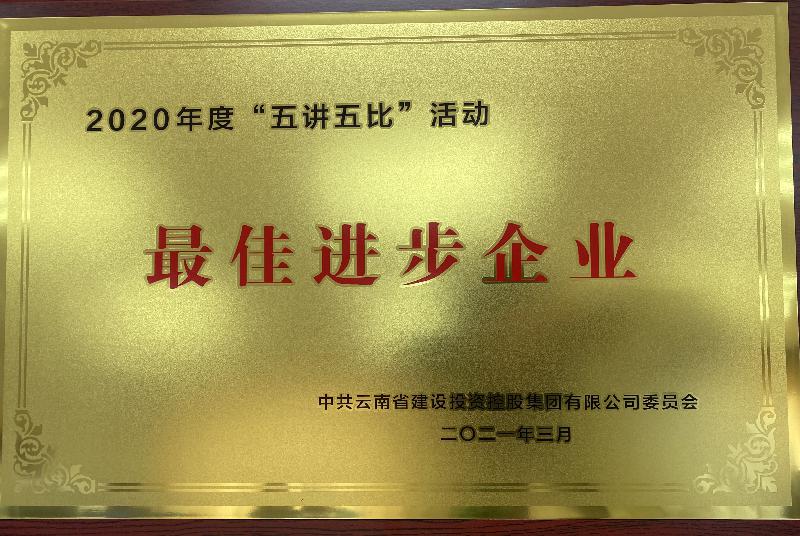 2020年度“五讲五比”活动
最佳进步企业
中共云南省建设投资控股集团有限公司委员会
二〇二一年三月